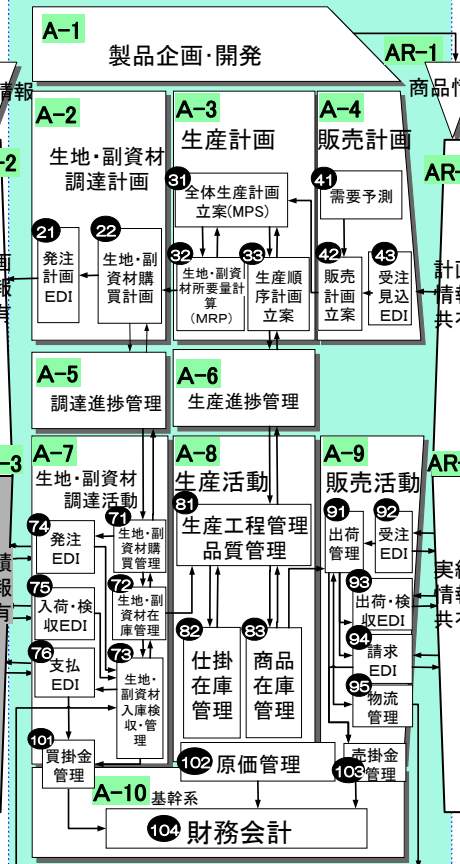 A-1
製品企画・開発
AR-1
商品情
情報
A-2
生地・副資材
調達計画
A-3
生産計画
A-4
販売計画
-2
AR-
31
全体生産計画
立案(MPS)
41
需要予測
21
発注
計画
EDI
22
生地・副
資材購
買計画
32
生地・副資
材所要量計
算
(MRP)
33
生産順
序計画
立案
42
販売
計画
立案
43
受注
見込
EDI
画
報
有
計画
情報
共有
A-5
調達進捗管理
A-6
生産進捗管理
A-7
生地・副資材
調達活動
A-8
生産活動
A-9
販売活動
-3
AR-
74
発注
EDI
71
生地・副
資材購
買管理
81
生産工程管理
品質管理
91
出荷
管理
92
受注
EDI
75
入荷・検
収EDI
72
生地・副
資材在
庫管理
93
出荷・検
収EDI
績
報
有
実績
情報
共有
76
支払
EDI
73
生地・
副資材
入庫検
収・管
理
82
仕掛
在庫
管理
83
商品
在庫
管理
94
請求
EDI
95
物流
管理
101
買掛金
管理
102
原価管理
103
売掛金
管理
A-10
基幹系
104
財務会計